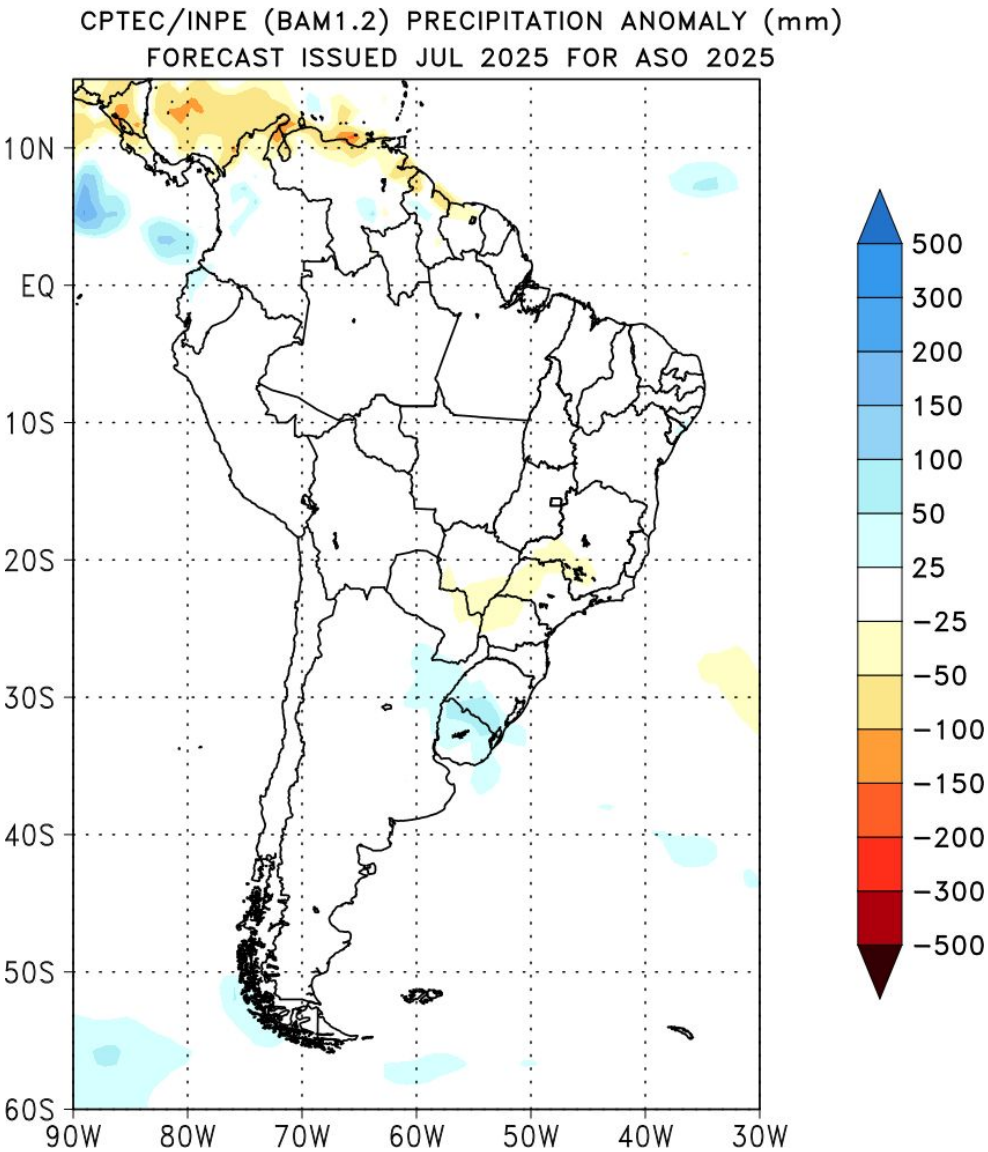 CPTEC/INPE (BAM1.2) PRECIPITATION ANOMALY (mm)
FORECAST ISSUED JUL 2025 FOR ASO 2025
10N
EQ
10S
20S
30S
40S
50S
60S
90W 80W 70W 60W 50W 40W 30W
500
300
200
150
100
50
25
−25
−50
−100
−150
−200
−300
−500